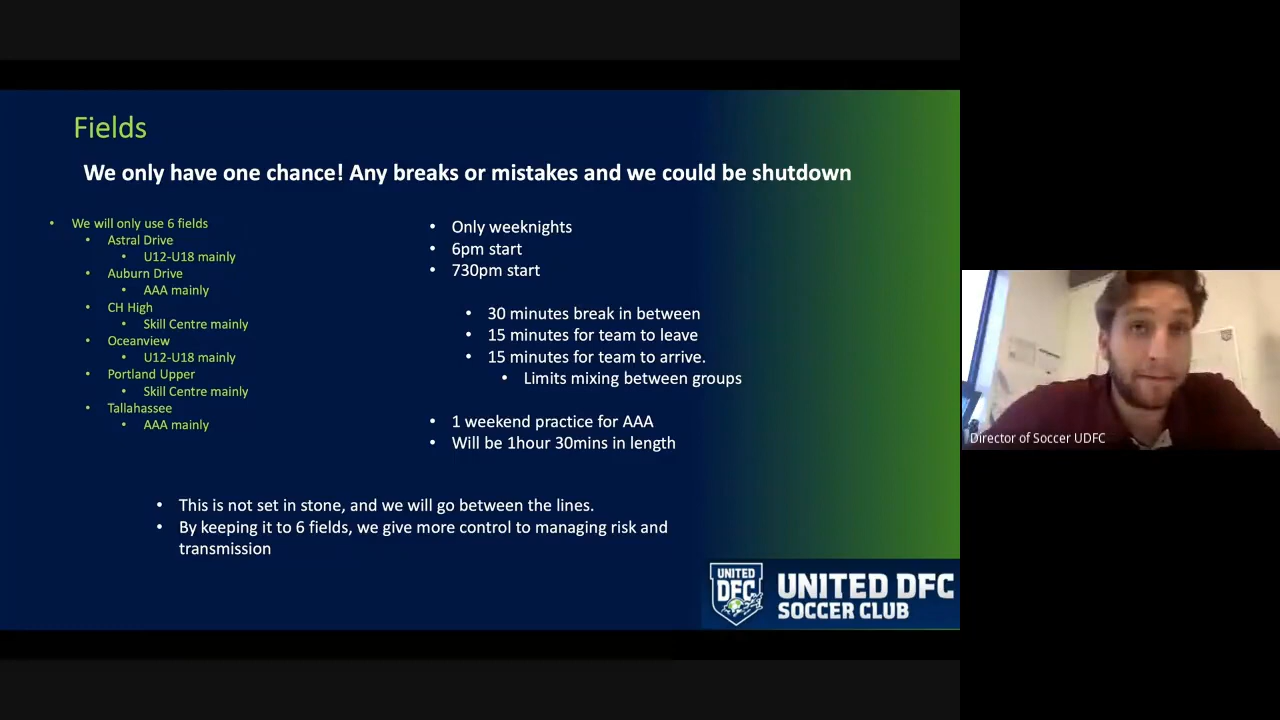 Fields
We only have one chance! Any breaks or mistakes and we could be shutdown
• We will only use 6 fields
• Astral Drive
• U12-U18 mainly
• Auburn Drive
• AAA mainly
• CH High
• Skill Centre mainly
• Oceanview
• U12-U18 mainly
• Portland Upper
• Skill Centre mainly
• Tallahassee
• AAA mainly
• Only weeknights
• 6pm start
• 730pm start
• 30 minutes break in between
• 15 minutes for team to leave
• 15 minutes for team to arrive.
• Limits mixing between groups
• 1 weekend practice for AAA
• Will be 1hour 30mins in length
• This is not set in stone, and we will go between the lines.
• By keeping it to 6 fields, we give more control to managing risk and
transmission
UNITED
DFC
UNITED DFC
SOCCER CLUB
Director of Soccer UDFC